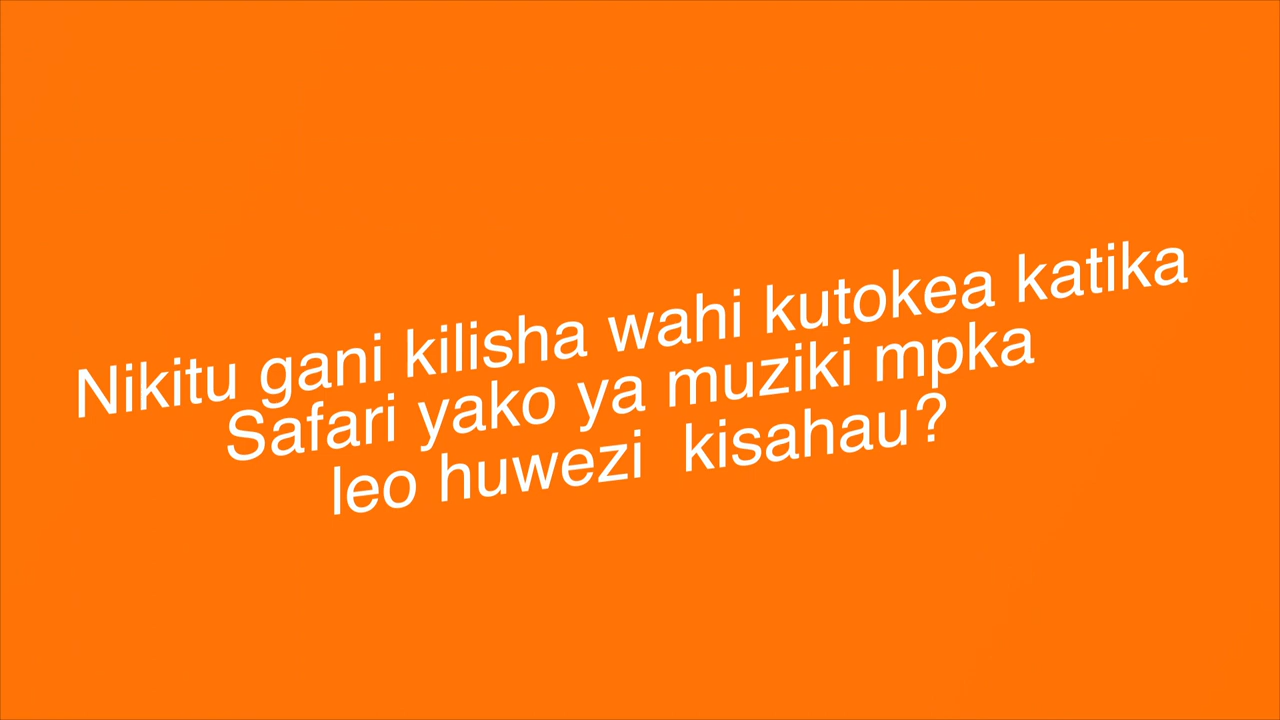 Nikitu gani kilisha wahi kutokea katika
Safari yako ya muziki mpka
leo huwezi  kisahau?